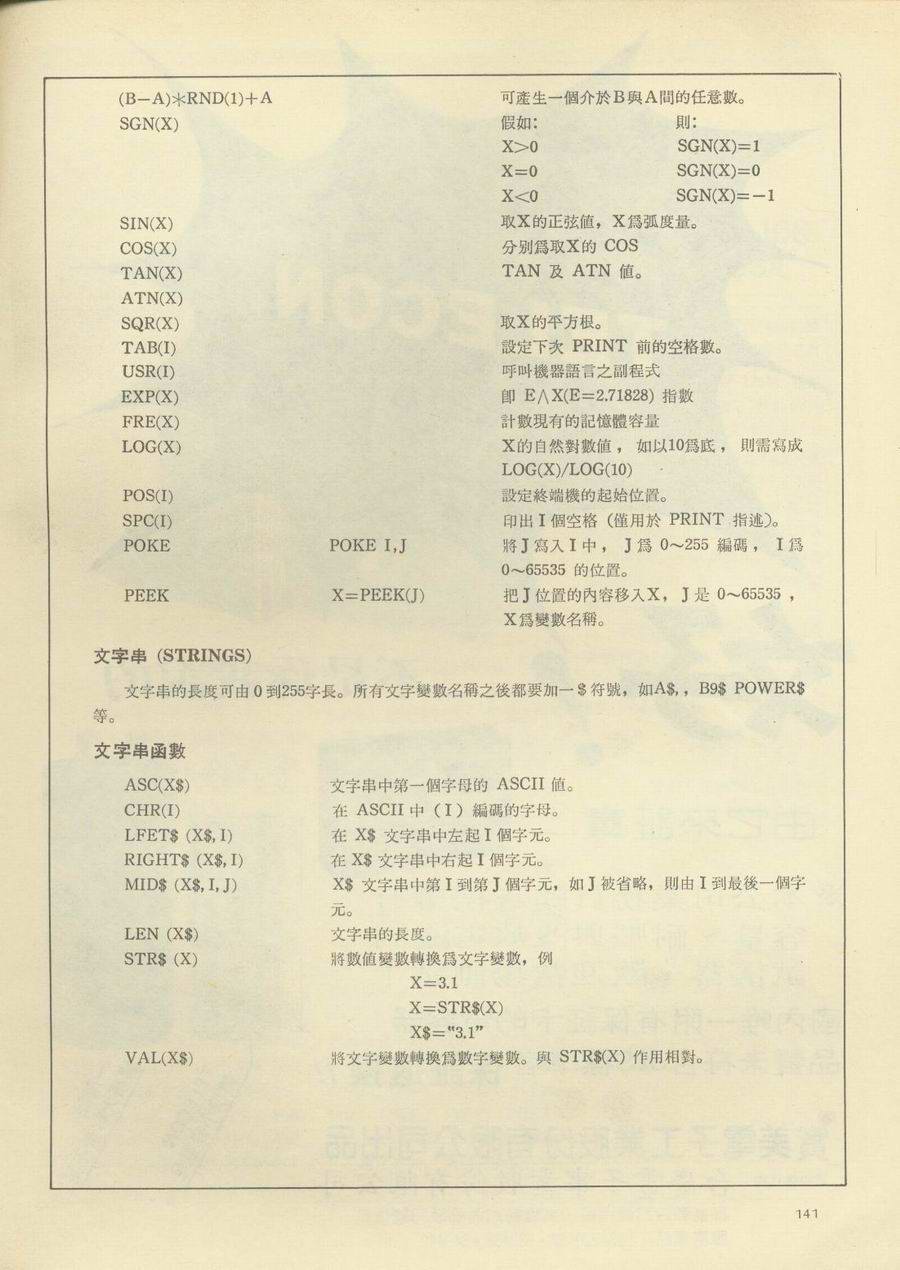 (B－A)＊RND(1)＋A 可產生一個介於B與A間的任意數。
SGN(X) 假如： 則：
X>0 SGN(X)=1
X=0 SGN(X)=0
X<0 SGN(X)=－1
SIN(X) 取X的正弦値，X爲弧度量。
COS(X) 分別爲取X的 COS
TAN(X) TAN 及 ATN 値。
ATN(X)
SQR(X) 取X的平方根。
TAB(I) 設定下次 PRINT 前的空格數。
USR(I) 呼叫機器語言之副程式
EXP(X) 卽 E∧X(E=2.71828) 指數
FRE(X) 計數現有的記憶體容量
LOG(X) X的自然對數値， 如以10爲底， 則需寫成
LOG(X)/LOG(10)
POS(I) 設定終端機的起始位置。
SPC(I) 印出I個空格（僅用於 PRINT 指述）。
POKE POKE I,J 將J寫入I中， J爲 0～255 編碼， I爲
0～65535 的位置。
PEEK X=PEEK(J) 把J位置的內容移入X， J是 0～65535，
X爲變數名稱。
文字串 (STRINGS)
文字串的長度可由0到255字長。所有文字變數名稱之後都要加一$符號，如A$,，B9$ POWER$
等。
文字串函數
ASC(X$) 文字串中第一個字母的 ASCII 値。
CHR(I) 在 ASCII 中（I）編碼的字母。
LFET$ (X$, I) 在 X$ 文字串中左起I個字元。
RIGHT$ (X$, I) 在 X$ 文字串中右起I個字元。
MID$ (X$, I, J) X$ 文字串中第I到第J個字元，如J被省略，則由I到最後一個字
元。
LEN (X$) 文字串的長度。
STR$ (X) 將數値變數轉換爲文字變數，例
X=3.1
X=STR$(X)
X$="3.1"
VAL(X$) 將文字變數轉換爲數字變數。與 STR$(X) 作用相對。
141